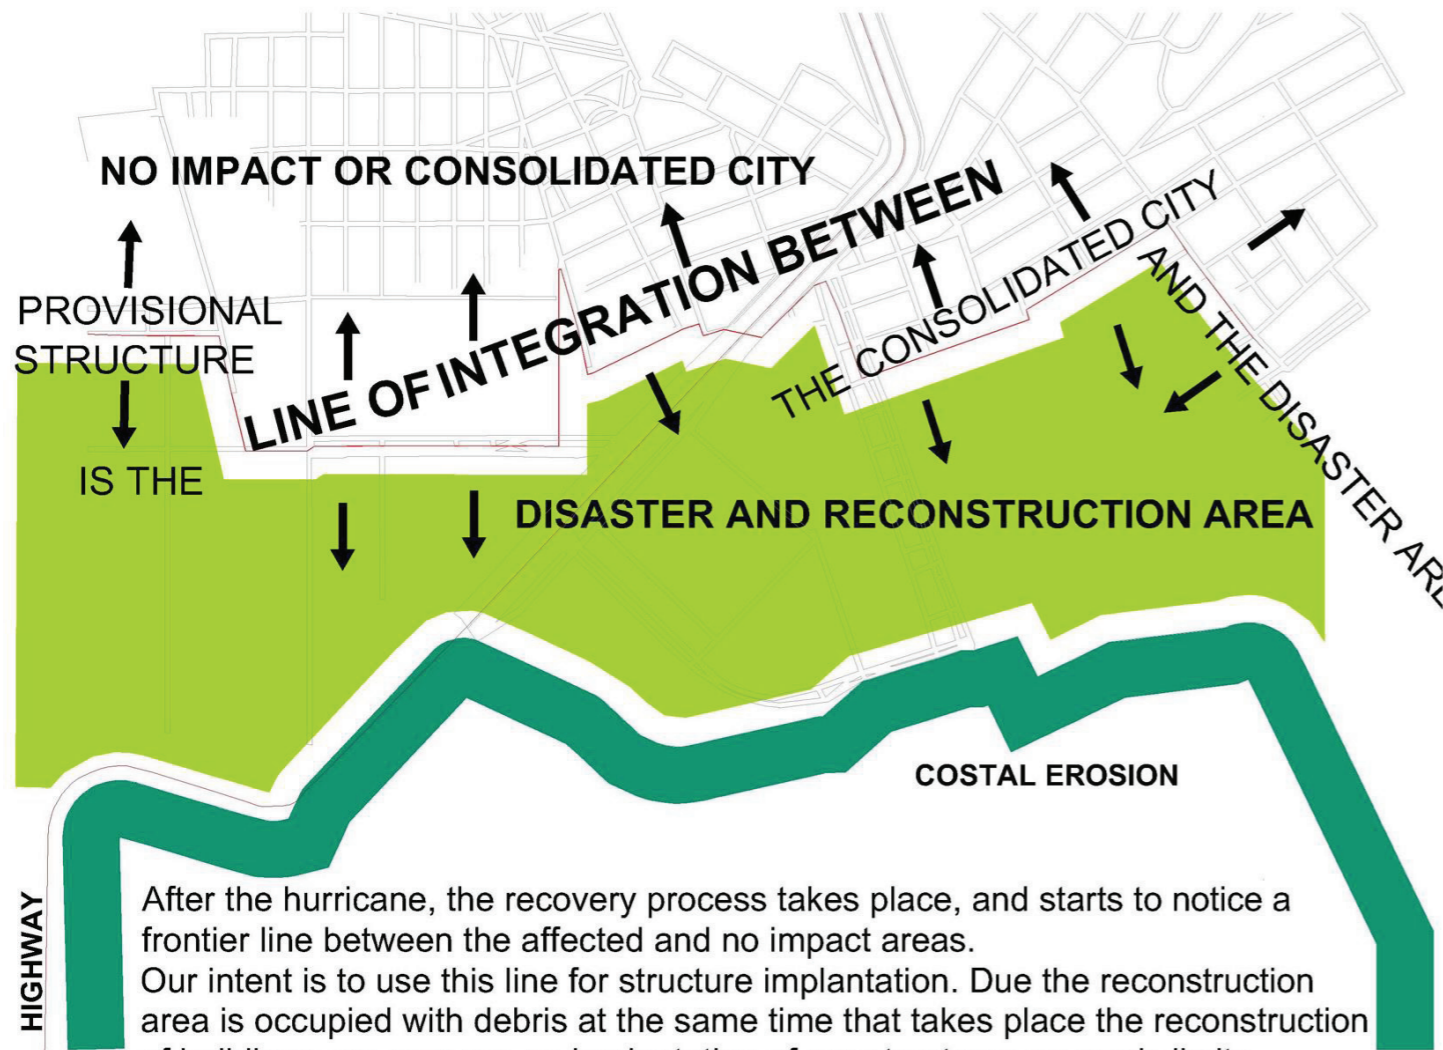 NO IMPACT OR CONSOLIDATED CITY
PROVISIONAL
STRUCTURE
IS THE
LINE OF INTEGRATION BETWEEN
THE CONSOLIDATED CITY
AND THE DISASTER ARE
DISASTER AND RECONSTRUCTION AREA
COSTAL EROSION
HIGHWAY
After the hurricane, the recovery process takes place, and starts to notice a
frontier line between the affected and no impact areas.
Our intent is to use this line for structure implantation. Due the reconstruction
area is occupied with debris at the same time that takes place the reconstruction